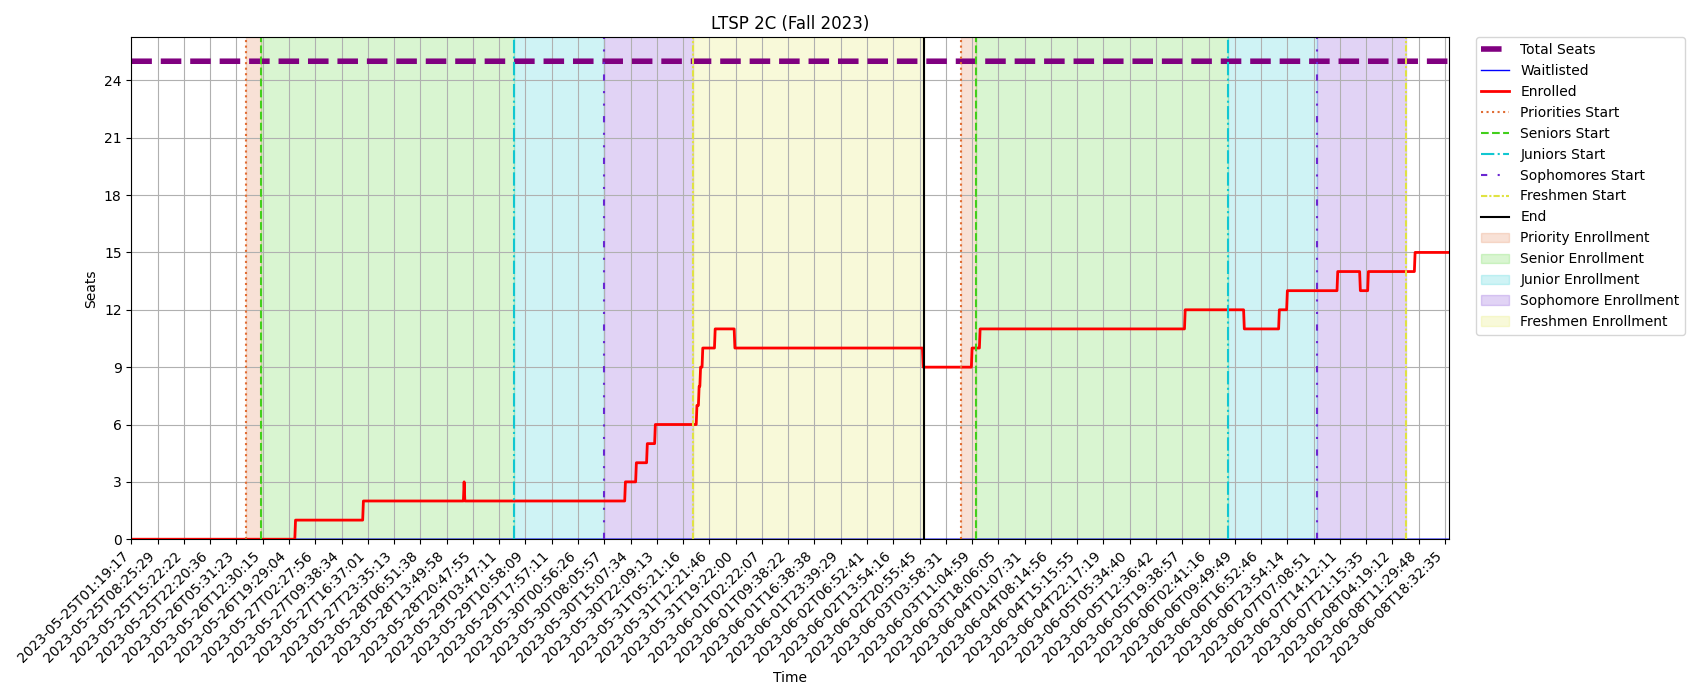 LTSP 2C (Fall 2023)
Seats
24
21
18
15
12
9
6
3
0
2023-05-25T01:19:17
2023-05-25T08:25:29
2023-05-25T15:22:22
2023-05-25T22:20:36
2023-05-26T05:31:23
2023-05-26T12:30:15
2023-05-26T19:29:04
2023-05-27T02:27:56
2023-05-27T09:38:34
2023-05-27T16:37:01
2023-05-27T23:35:13
2023-05-28T06:51:38
2023-05-28T13:49:58
2023-05-28T20:47:55
2023-05-29T03:47:11
2023-05-29T10:58:09
2023-05-29T17:57:11
2023-05-30T00:56:26
2023-05-30T08:05:57
2023-05-30T15:07:34
2023-05-30T22:09:13
2023-05-31T05:21:16
2023-05-31T12:21:46
2023-05-31T19:22:00
2023-06-01T02:22:07
2023-06-01T09:38:22
2023-06-01T16:38:38
2023-06-01T23:39:29
2023-06-02T06:52:41
2023-06-02T13:54:16
2023-06-02T20:55:45
2023-06-03T03:58:31
2023-06-03T11:04:59
2023-06-03T18:06:05
2023-06-04T01:07:31
2023-06-04T08:14:56
2023-06-04T15:15:55
2023-06-04T22:17:19
2023-06-05T05:34:40
2023-06-05T12:36:42
2023-06-05T19:38:57
2023-06-06T02:41:16
2023-06-06T09:49:49
2023-06-06T16:52:46
2023-06-06T23:54:14
2023-06-07T07:08:51
2023-06-07T14:12:11
2023-06-07T21:15:35
2023-06-08T04:19:12
2023-06-08T11:29:48
2023-06-08T18:32:35
Time
Total Seats
Waitlisted
Enrolled
Priorities Start
Seniors Start
Juniors Start
Sophomores Start
Freshmen Start
End
Priority Enrollment
Senior Enrollment
Junior Enrollment
Sophomore Enrollment
Freshmen Enrollment